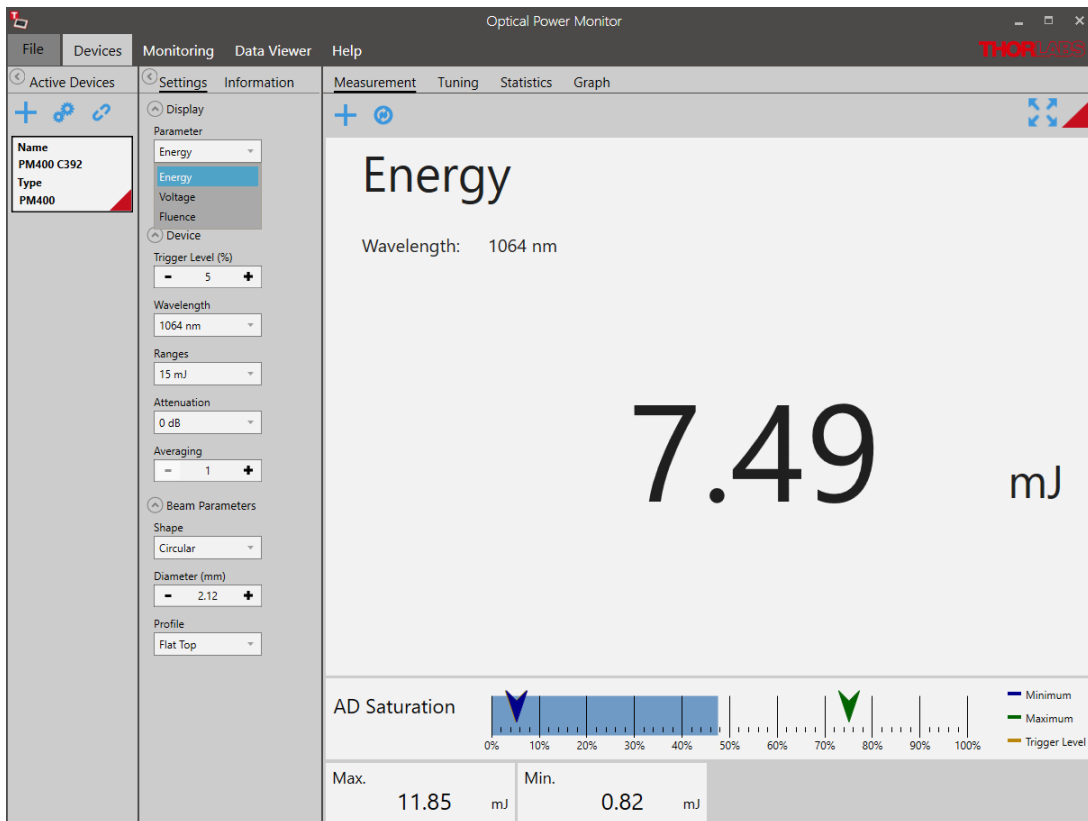 Optical Power Monitor
File Devices Monitoring Data Viewer Help
THORLABS
Active Devices
Name
PM400 C392
Type
PM400
Settings Information
Display
Parameter
Energy
Energy
Voltage
Fluence
Device
Trigger Level (%)
- 5 +
Wavelength
1064 nm
Ranges
15 mJ
Attenuation
0 dB
Averaging
- 1 +
Beam Parameters
Shape
Circular
Diameter (mm)
- 2.12 +
Profile
Flat Top
Measurement Tuning Statistics Graph
Energy
Wavelength: 1064 nm
7.49 mJ
AD Saturation
0% 10% 20% 30% 40% 50% 60% 70% 80% 90% 100%
Minimum
Maximum
Trigger Level
Max.
11.85 mJ
Min.
0.82 mJ